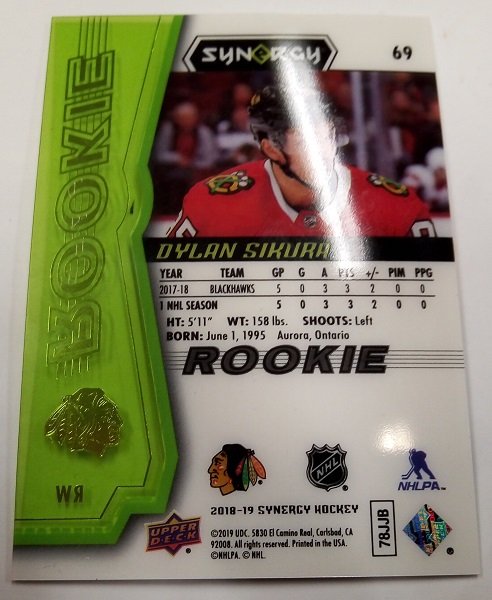 SYNERGY
69
ROOKIE
DYLAN SIKURA
YEAR TEAM GP G A PTS +/- PIM PPG
2017-18 BLACKHAWKS 5 0 3 3 2 0 0
1 NHL SEASON 5 0 3 3 2 0 0
HT: 5'11" WT: 158 lbs. SHOOTS: Left
BORN: June 1, 1995 Aurora, Ontario
ROOKIE
RW
NHL
NHLPA™
2018-19 SYNERGY HOCKEY
UPPER DECK
©2019 UDC. 5830 El Camino Real, Carlsbad, CA
92008. All rights reserved. Printed in the USA.
©NHLPA. © NHL.
78JJB
®